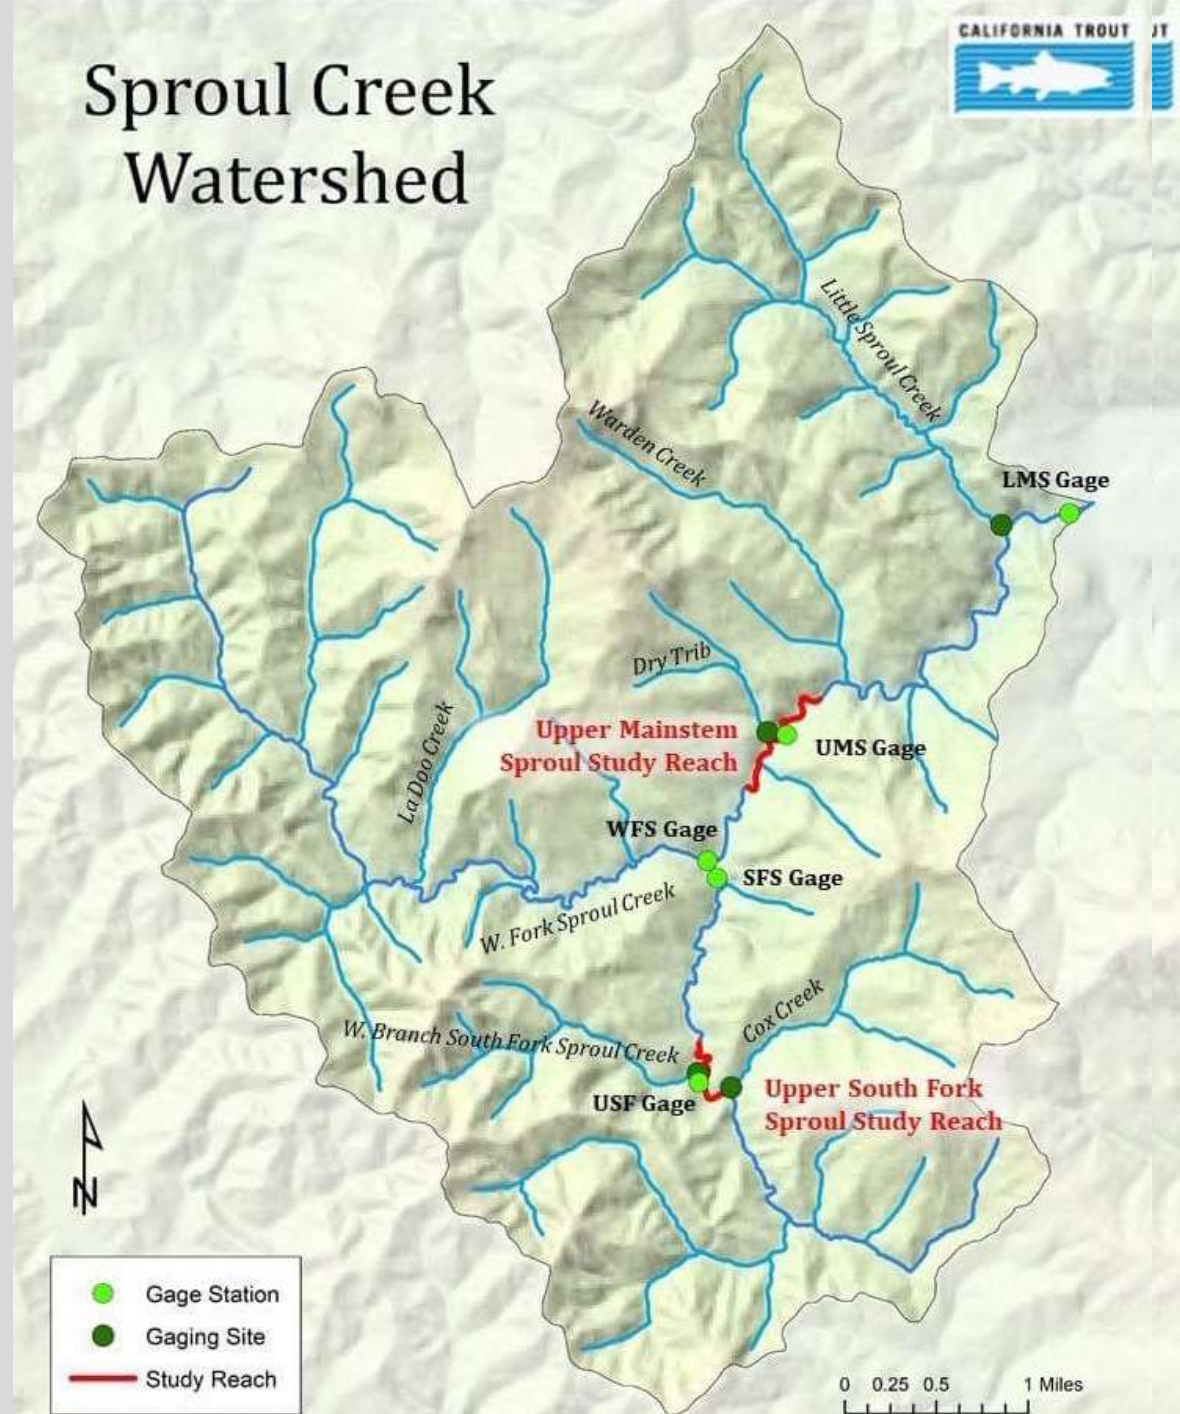 Sproul Creek
Watershed
CALIFORNIA TROUT
UT
Little Sproul Creek
Warden Creek
LMS Gage
Dry Trib
Upper Mainstem
Sproul Study Reach
UMS Gage
La Doo Creek
WFS Gage
SFS Gage
W. Fork Sproul Creek
Cox Creek
W. Branch South Fork Sproul Creek
USF Gage
Upper South Fork
Sproul Study Reach
N
Gage Station
Gaging Site
Study Reach
0 0.25 0.5 1 Miles